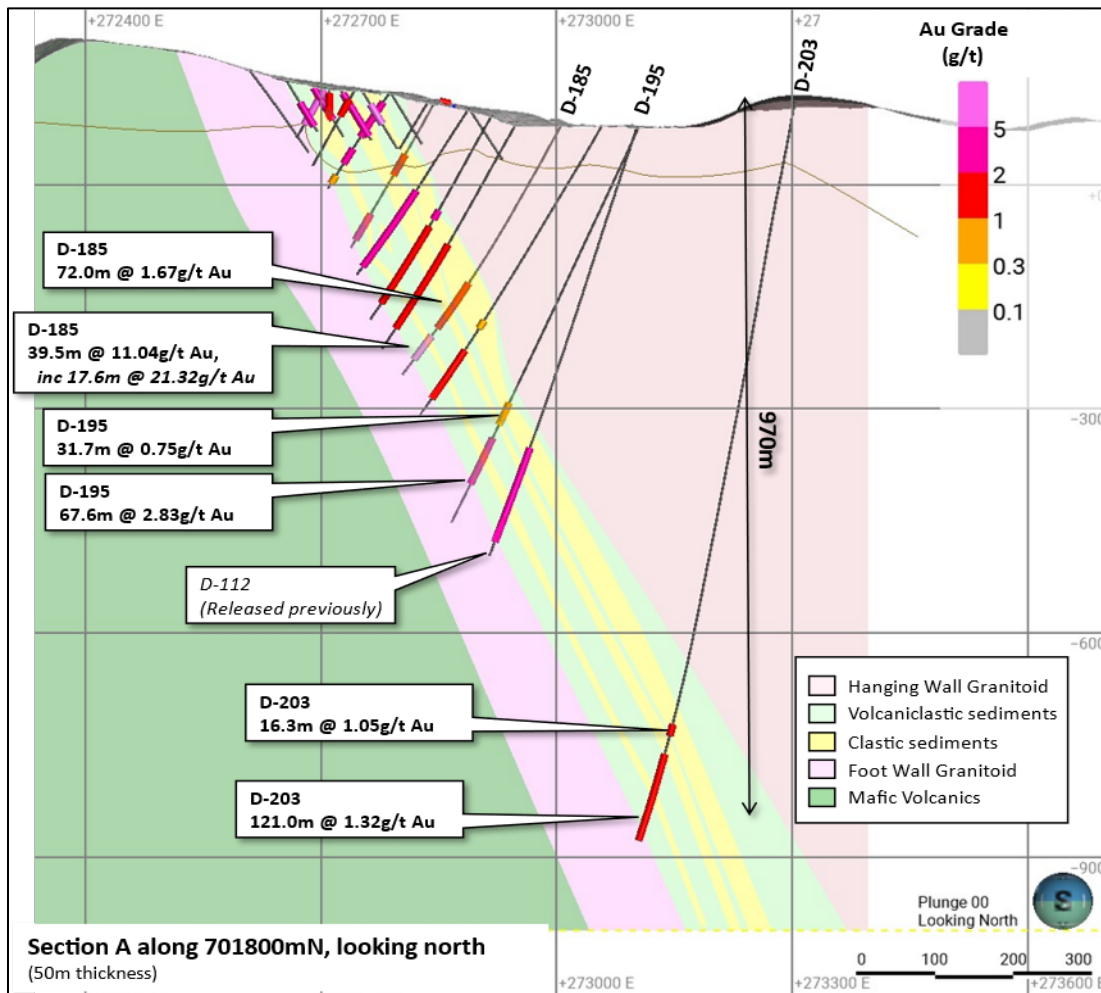 +272400 E
+272700 E
+273000 E
+27
Au Grade
(g/t)
5
2
1
0.3
0.1
D-185
D-195
D-203
+0
D-185
72.0m @ 1.67g/t Au
D-185
39.5m @ 11.04g/t Au,
inc 17.6m @ 21.32g/t Au
D-195
31.7m @ 0.75g/t Au
D-195
67.6m @ 2.83g/t Au
D-112
(Released previously)
970m
-300
-600
D-203
16.3m @ 1.05g/t Au
D-203
121.0m @ 1.32g/t Au
Hanging Wall Granitoid
Volcaniclastic sediments
Clastic sediments
Foot Wall Granitoid
Mafic Volcanics
-900
Plunge 00
Looking North
S
Section A along 701800mN, looking north
(50m thickness)
0 100 200 300
+273000 E
+273300 E
+273600 E